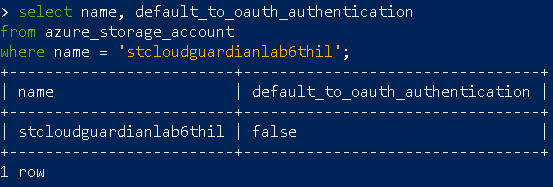 > select name, default_to_oauth_authentication
from azure_storage_account
where name = 'stcloudguardianlab6thil';
+-------------------------+---------------------------------+
| name                    | default_to_oauth_authentication |
+-------------------------+---------------------------------+
| stcloudguardianlab6thil | false                           |
+-------------------------+---------------------------------+
1 row